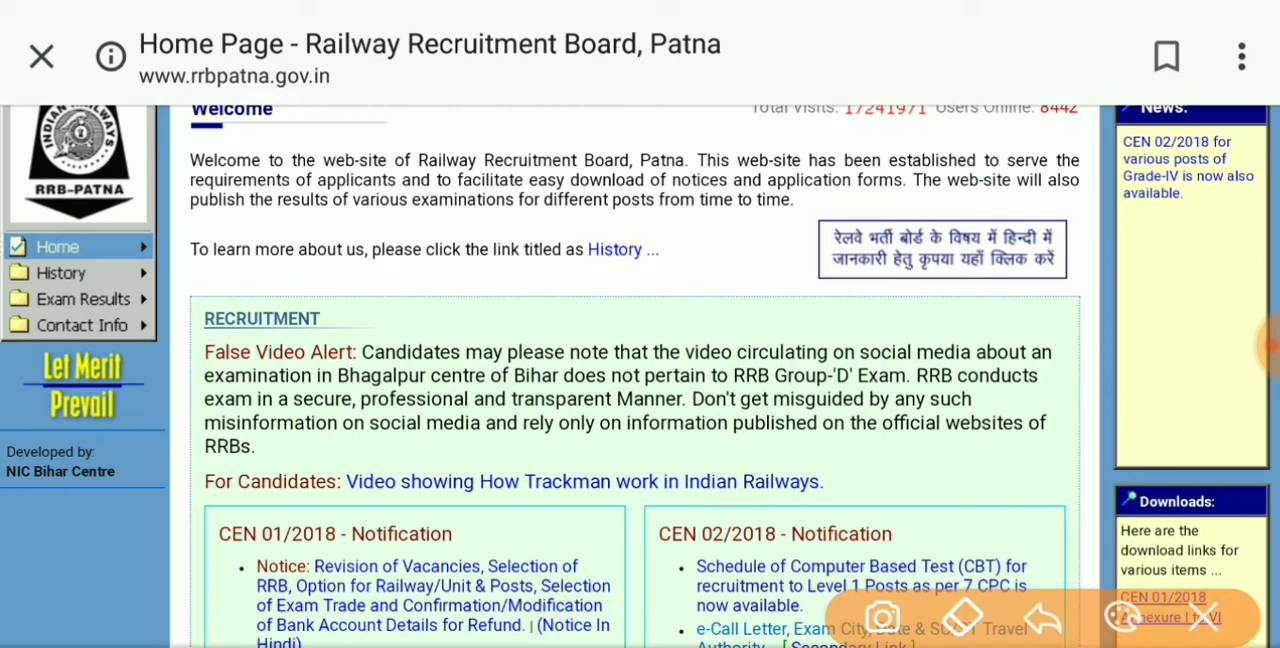 Home Page - Railway Recruitment Board, Patna
www.rrbpatna.gov.in
INDIAN RAILWAYS
RRB-PATNA
Home
History
Exam Results
Contact Info
Let Merit
Prevail
Developed by:
NIC Bihar Centre
Welcome
Total Visits: 17241971 Users Online: 8442
Welcome to the web-site of Railway Recruitment Board, Patna. This web-site has been established to serve the
requirements of applicants and to facilitate easy download of notices and application forms. The web-site will also
publish the results of various examinations for different posts from time to time.
To learn more about us, please click the link titled as History ...
रेलवे भर्ती बोर्ड के विषय में हिन्दी में
जानकारी हेतु कृपया यहाँ क्लिक करें
RECRUITMENT
False Video Alert: Candidates may please note that the video circulating on social media about an
examination in Bhagalpur centre of Bihar does not pertain to RRB Group-'D' Exam. RRB conducts
exam in a secure, professional and transparent Manner. Don't get misguided by any such
misinformation on social media and rely only on information published on the official websites of
RRBs.
For Candidates: Video showing How Trackman work in Indian Railways.
CEN 01/2018 - Notification
• Notice: Revision of Vacancies, Selection of
RRB, Option for Railway/Unit & Posts, Selection
of Exam Trade and Confirmation/Modification
of Bank Account Details for Refund. | (Notice In
Hindi)
CEN 02/2018 - Notification
• Schedule of Computer Based Test (CBT) for
recruitment to Level 1 Posts as per 7 CPC is
now available.
• e-Call Letter, Exam City, Date & SC/ST Travel
Authority [ Secondary Link ]
News:
CEN 02/2018 for
various posts of
Grade-IV is now also
available.
Downloads:
Here are the
download links for
various items ...
CEN 01/2018
Annexure I to VI